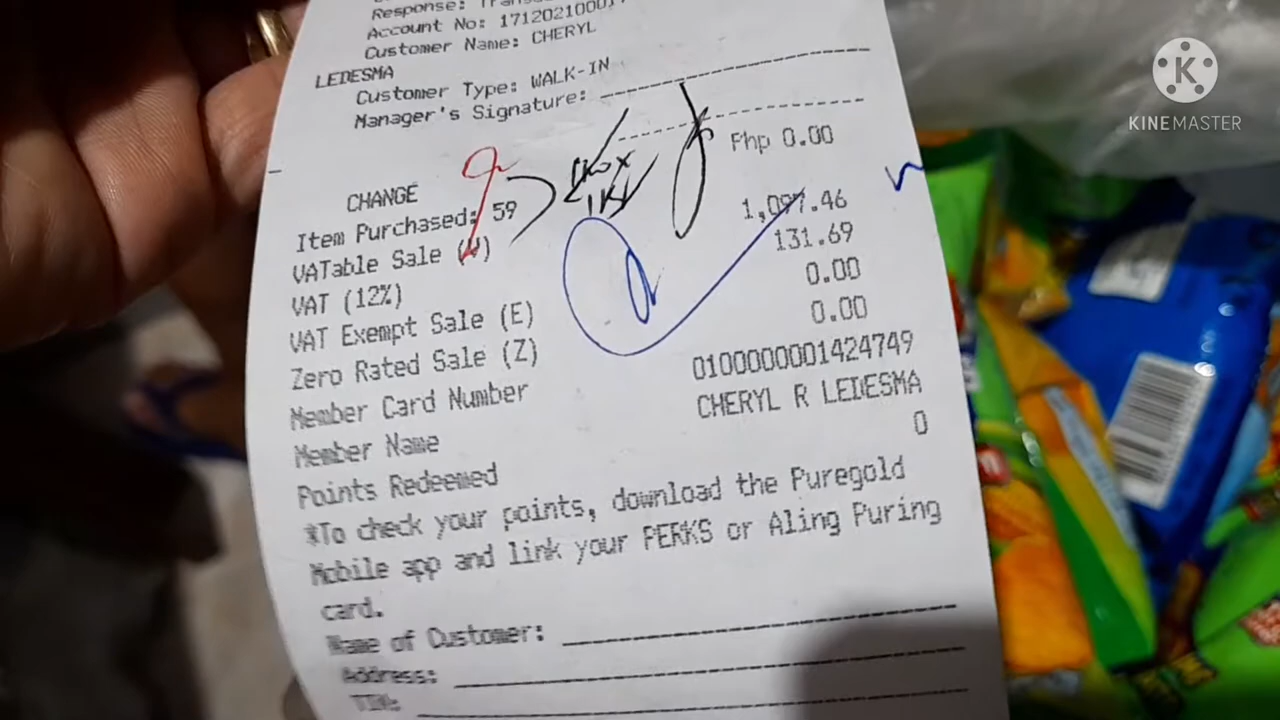 Response:
Account No: 171202100017
Customer Name: CHERYL
LEDESMA
Customer Type: WALK-IN
Manager's Signature:
CHANGE Php 0.00
Item Purchased: 59
VATable Sale (V) 1,097.46
VAT (12%) 131.69
VAT Exempt Sale (E) 0.00
Zero Rated Sale (Z) 0.00
Member Card Number 0100000001424749
Member Name CHERYL R LEDESMA
Points Redeemed 0
*To check your points, download the Puregold
Mobile app and link your PERKS or Aling Puring
card.
Name of Customer:
Address:
TIN:
KINEMASTER